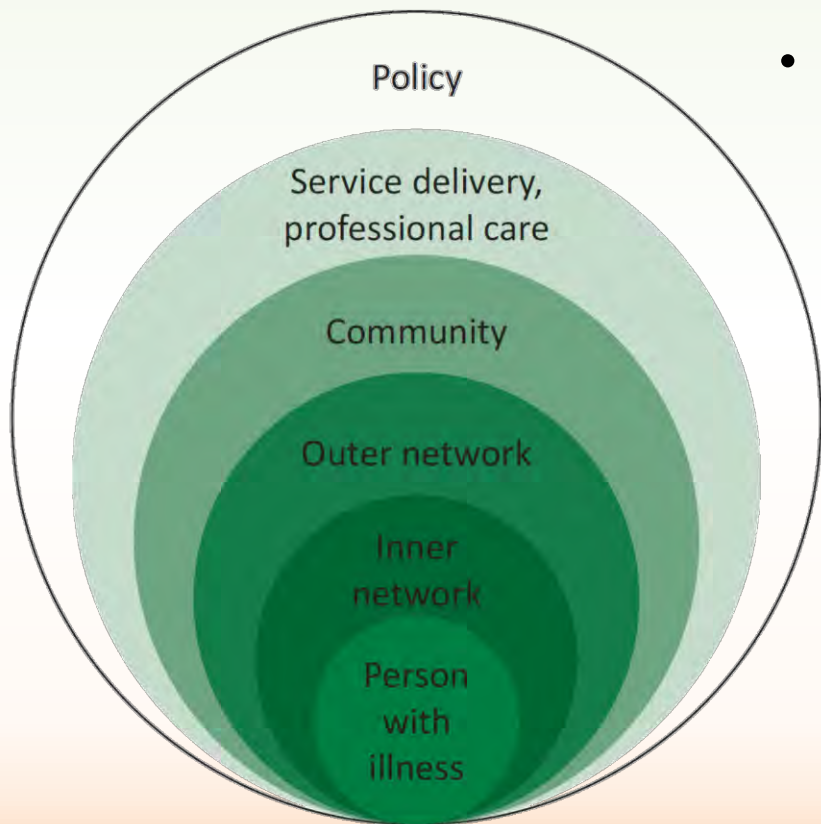 Policy
Service delivery,
professional care
Community
Outer network
Inner
network
Person
with
illness